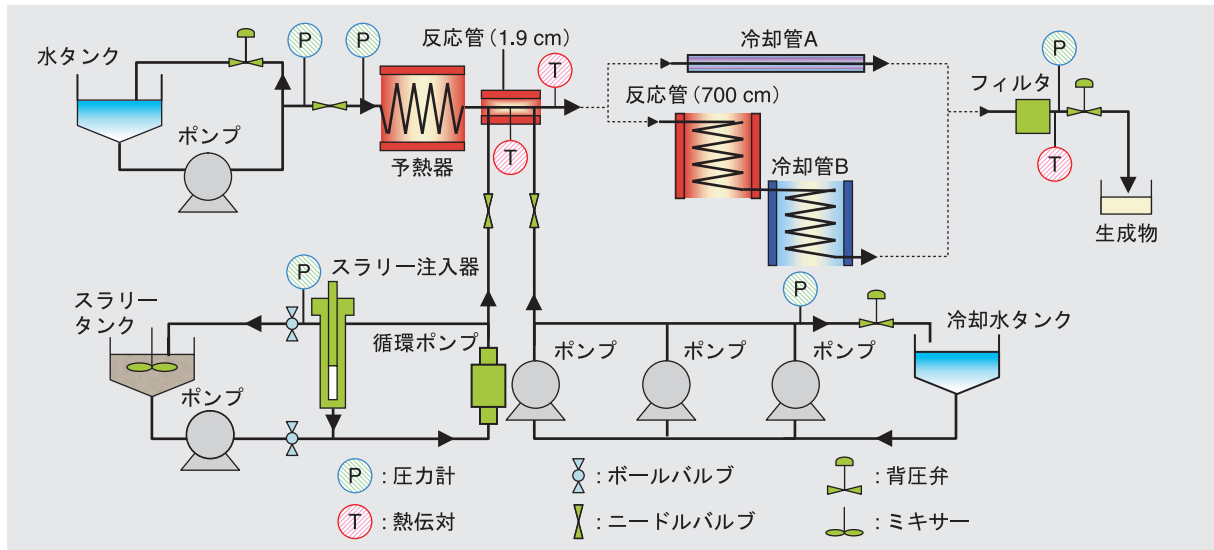 水タンク
P
P
反応管(1.9 cm)
T
冷却管A
P
フィルタ
反応管(700 cm)
ポンプ
予熱器
T
冷却管B
T
生成物
P
スラリー注入器
P
スラリー
タンク
循環ポンプ
ポンプ
ポンプ
ポンプ
冷却水タンク
ポンプ
P : 圧力計
: ボールバルブ
: 背圧弁
T : 熱伝対
: ニードルバルブ
: ミキサー